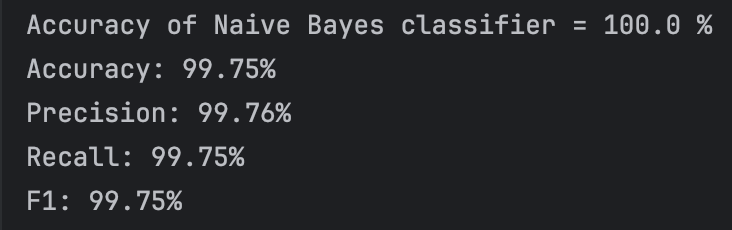 Accuracy of Naive Bayes classifier = 100.0 %
Accuracy: 99.75%
Precision: 99.76%
Recall: 99.75%
F1: 99.75%